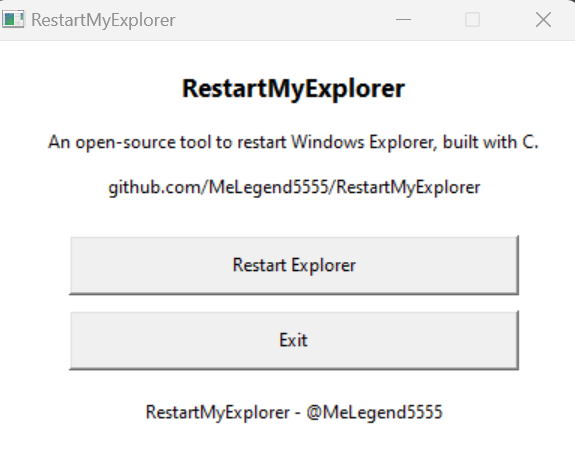 RestartMyExplorer
RestartMyExplorer
An open-source tool to restart Windows Explorer, built with C.
github.com/MeLegend5555/RestartMyExplorer
Restart Explorer
Exit
RestartMyExplorer - @MeLegend5555